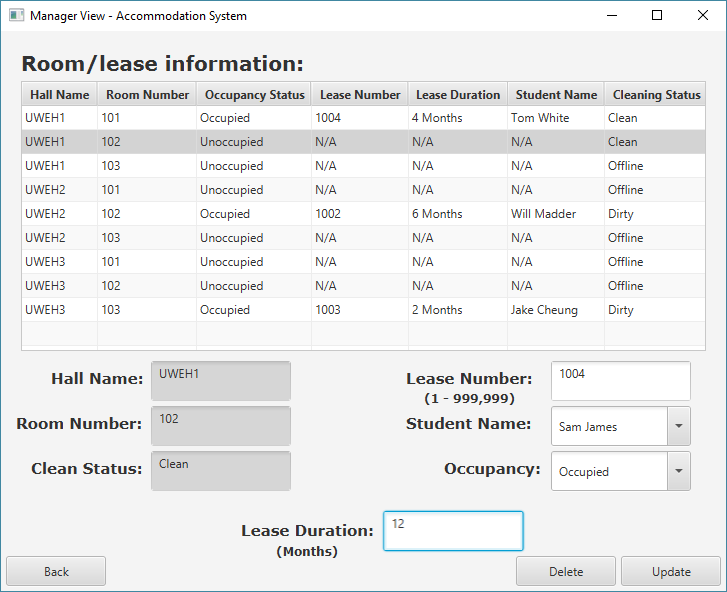 Manager View - Accommodation System
Room/lease information:
Hall Name Room Number Occupancy Status Lease Number Lease Duration Student Name Cleaning Status
UWEH1 101 Occupied 1004 4 Months Tom White Clean
UWEH1 102 Unoccupied N/A N/A N/A Clean
UWEH1 103 Unoccupied N/A N/A N/A Offline
UWEH2 101 Unoccupied N/A N/A N/A Offline
UWEH2 102 Occupied 1002 6 Months Will Madder Dirty
UWEH2 103 Unoccupied N/A N/A N/A Offline
UWEH3 101 Unoccupied N/A N/A N/A Offline
UWEH3 102 Unoccupied N/A N/A N/A Offline
UWEH3 103 Occupied 1003 2 Months Jake Cheung Dirty
Hall Name: UWEH1 Lease Number: 1004
(1 - 999,999)
Room Number: 102 Student Name: Sam James
Clean Status: Clean Occupancy: Occupied
Lease Duration: 12
(Months)
Back Delete Update